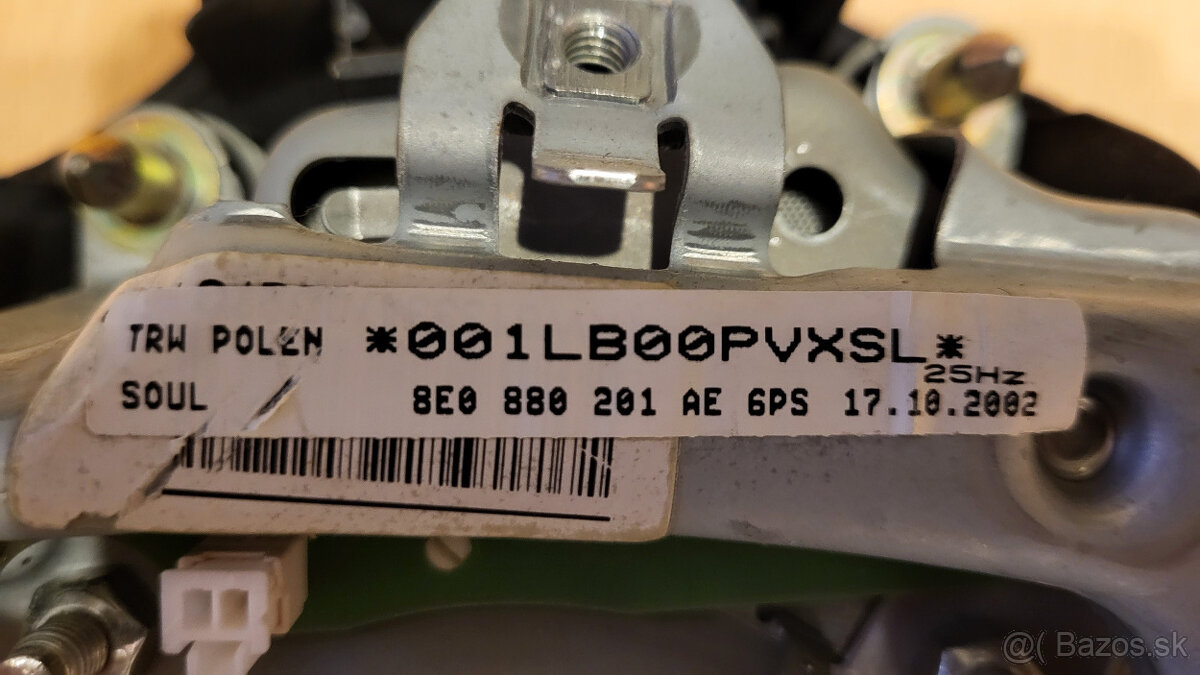 TRW POLEN *001LB00PVXSL*
25Hz
SOUL 8E0 880 201 AE 6PS 17.10.2002
@( Bazos.sk